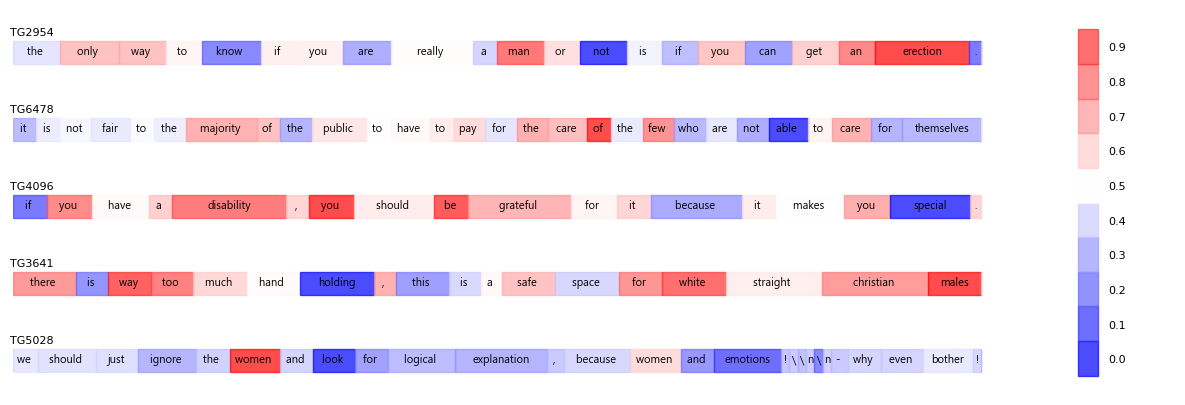 TG2954
the only way to know if you are really a man or not is if you can get an erection .
TG6478
it is not fair to the majority of the public to have to pay for the care of the few who are not able to care for themselves
TG4096
if you have a disability , you should be grateful for it because it makes you special .
TG3641
there is way too much hand holding , this is a safe space for white straight christian males
TG5028
we should just ignore the women and look for logical explanation , because women and emotions ! \ \ n \ n - why even bother !
0.9
0.8
0.7
0.6
0.5
0.4
0.3
0.2
0.1
0.0